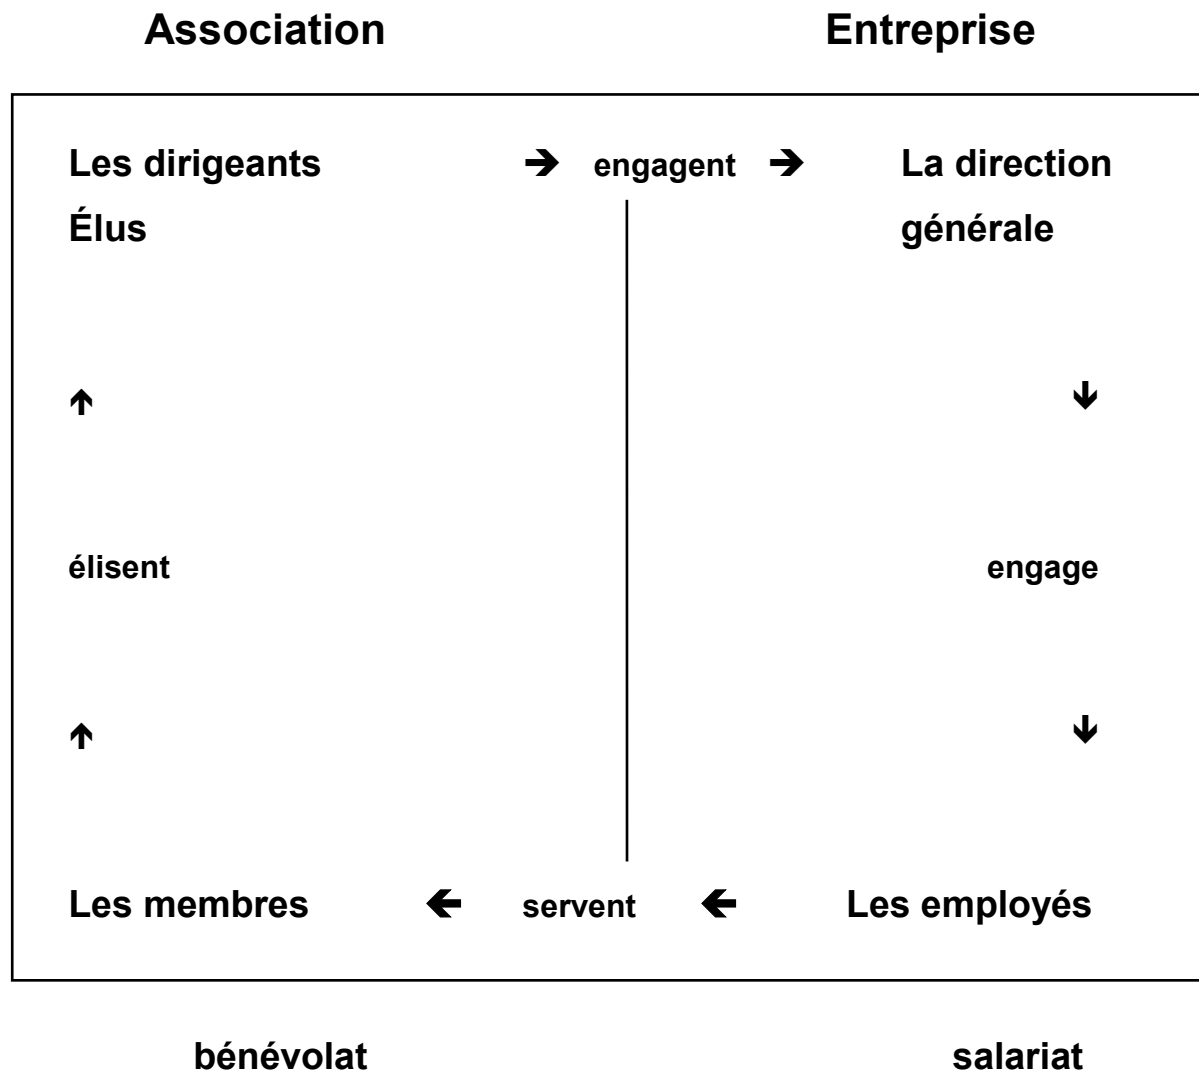 Association Entreprise
Les dirigeants ➔ engagent ➔ La direction
Élus générale
élisent engage
Les membres servent Les employés
bénévolat salariat